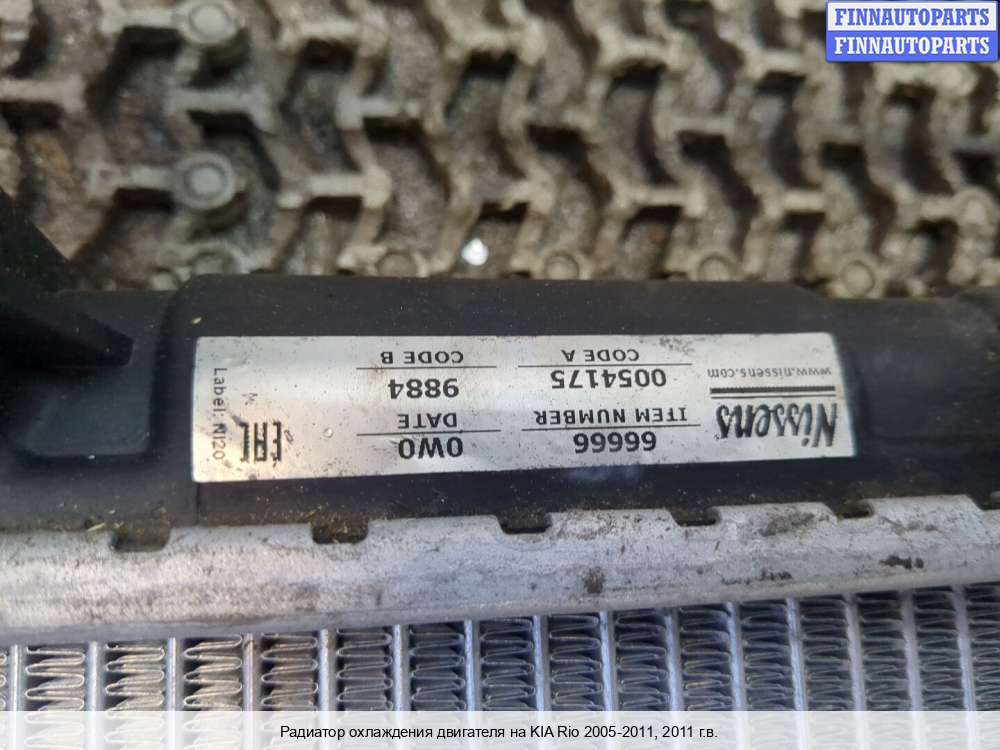 FINNAUTOPARTS
FINNAUTOPARTS
Nissens
www.nissens.com
66666
ITEM NUMBER
0054175
CODE A
0W0
DATE
9884
CODE B
EAC
Label: N120
Радиатор охлаждения двигателя на KIA Rio 2005-2011, 2011 г.в.